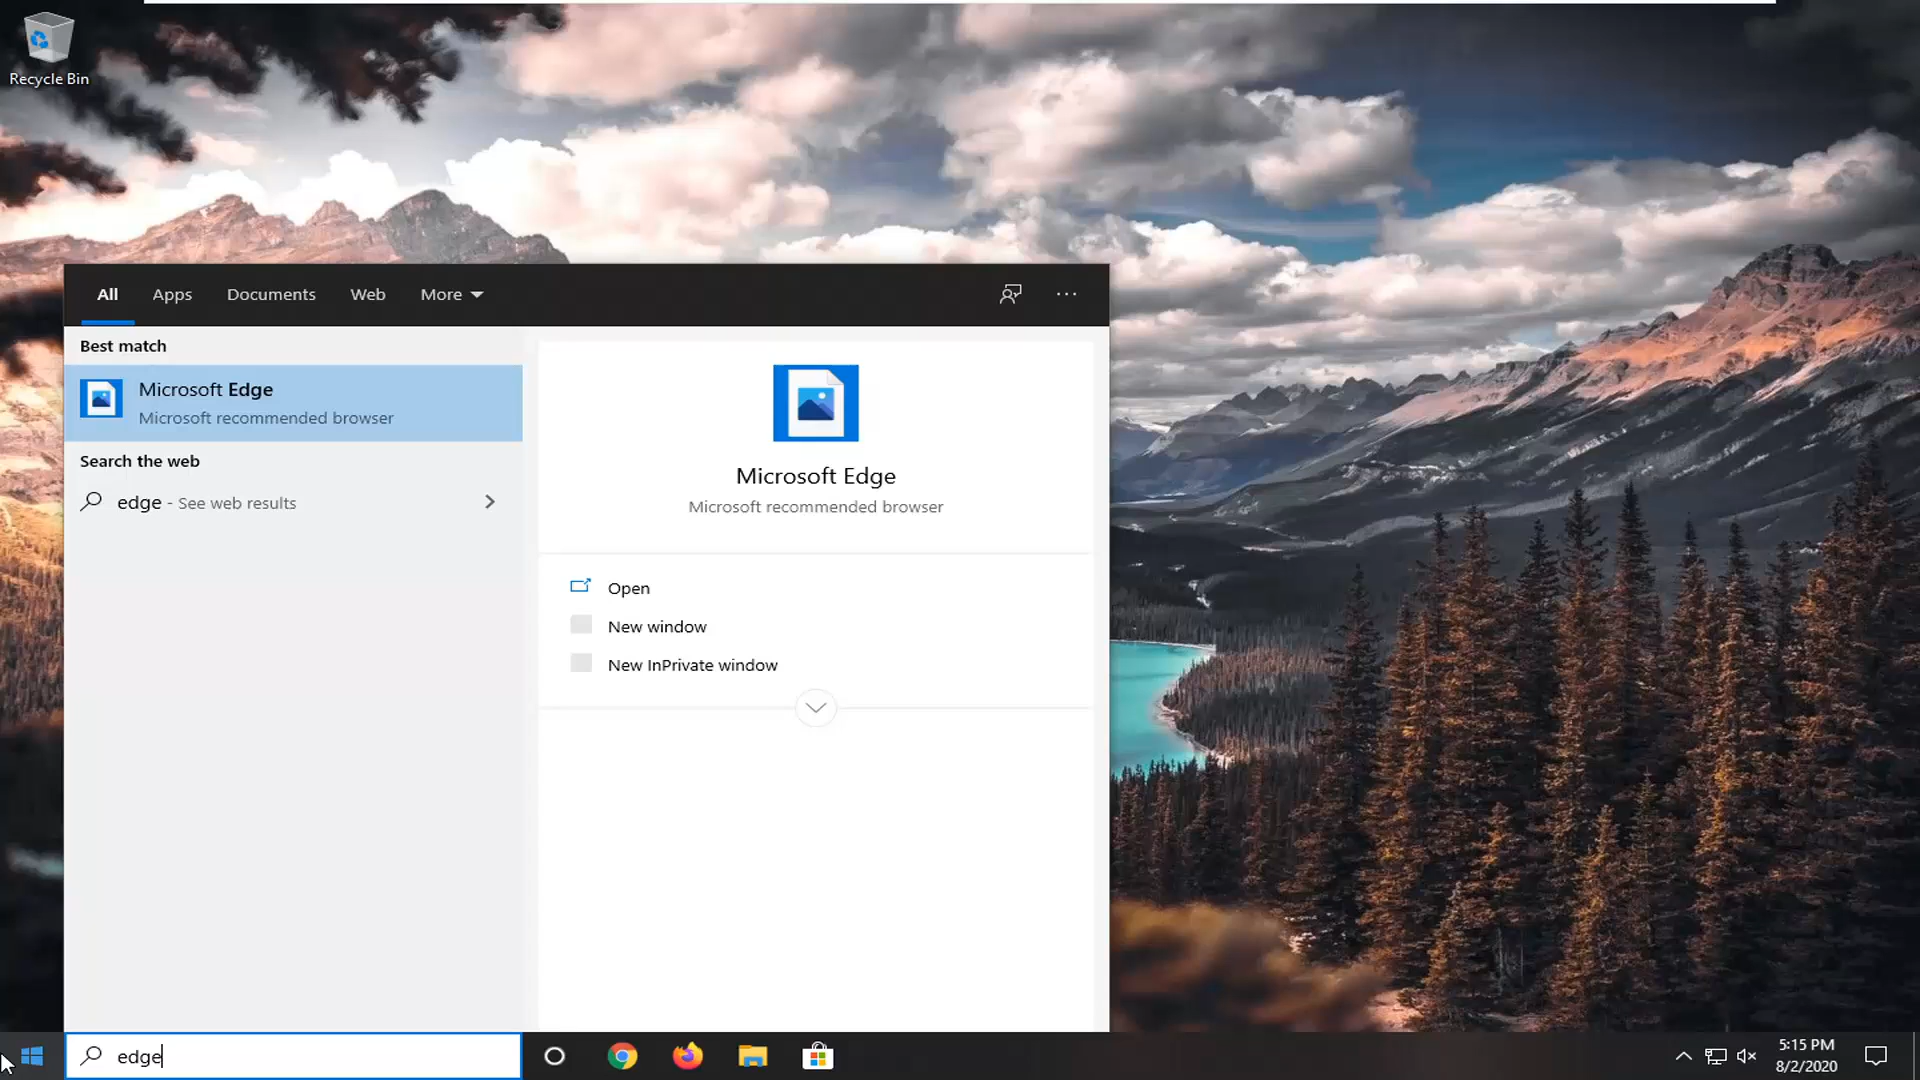 Recycle Bin
All Apps Documents Web More
Best match
Microsoft Edge
Microsoft recommended browser
Search the web
edge - See web results
Microsoft Edge
Microsoft recommended browser
Open
New window
New InPrivate window
edge
5:15 PM
8/2/2020